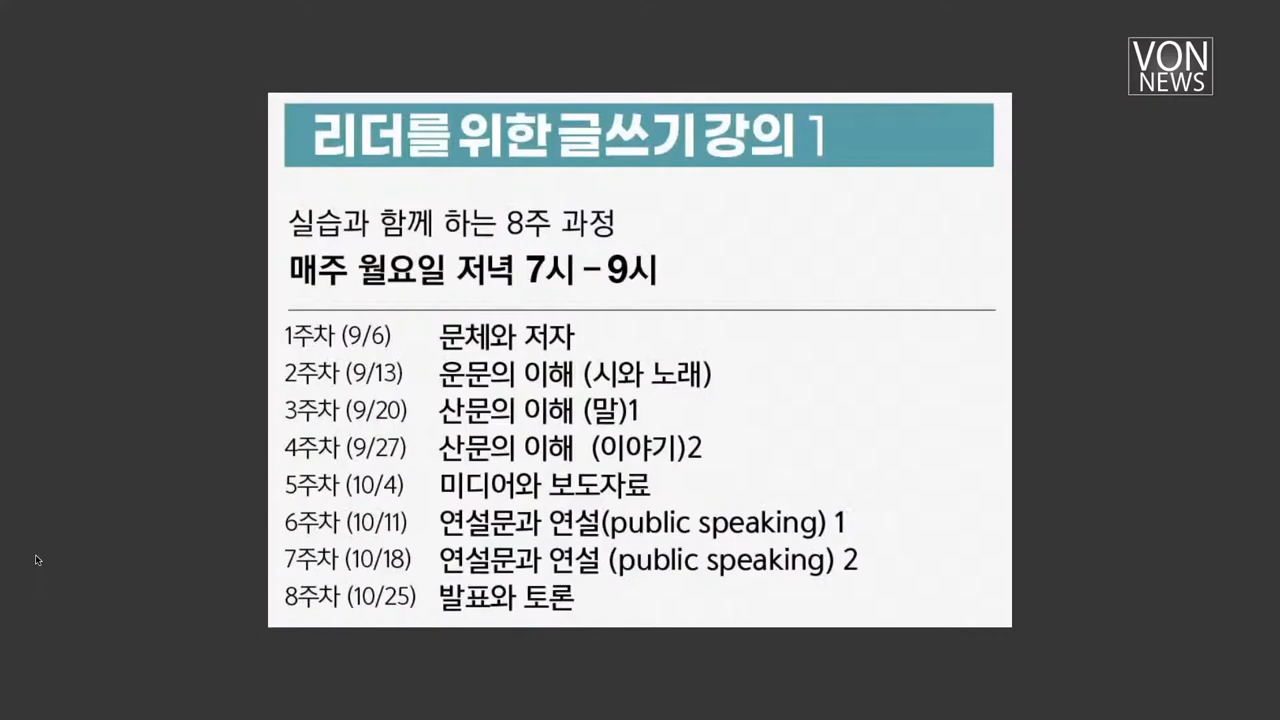 VON
NEWS
리더를 위한 글쓰기 강의 1
실습과 함께 하는 8주 과정
매주 월요일 저녁 7시 – 9시
1주차 (9/6) 문체와 저자
2주차 (9/13) 운문의 이해 (시와 노래)
3주차 (9/20) 산문의 이해 (말)1
4주차 (9/27) 산문의 이해 (이야기)2
5주차 (10/4) 미디어와 보도자료
6주차 (10/11) 연설문과 연설(public speaking) 1
7주차 (10/18) 연설문과 연설 (public speaking) 2
8주차 (10/25) 발표와 토론